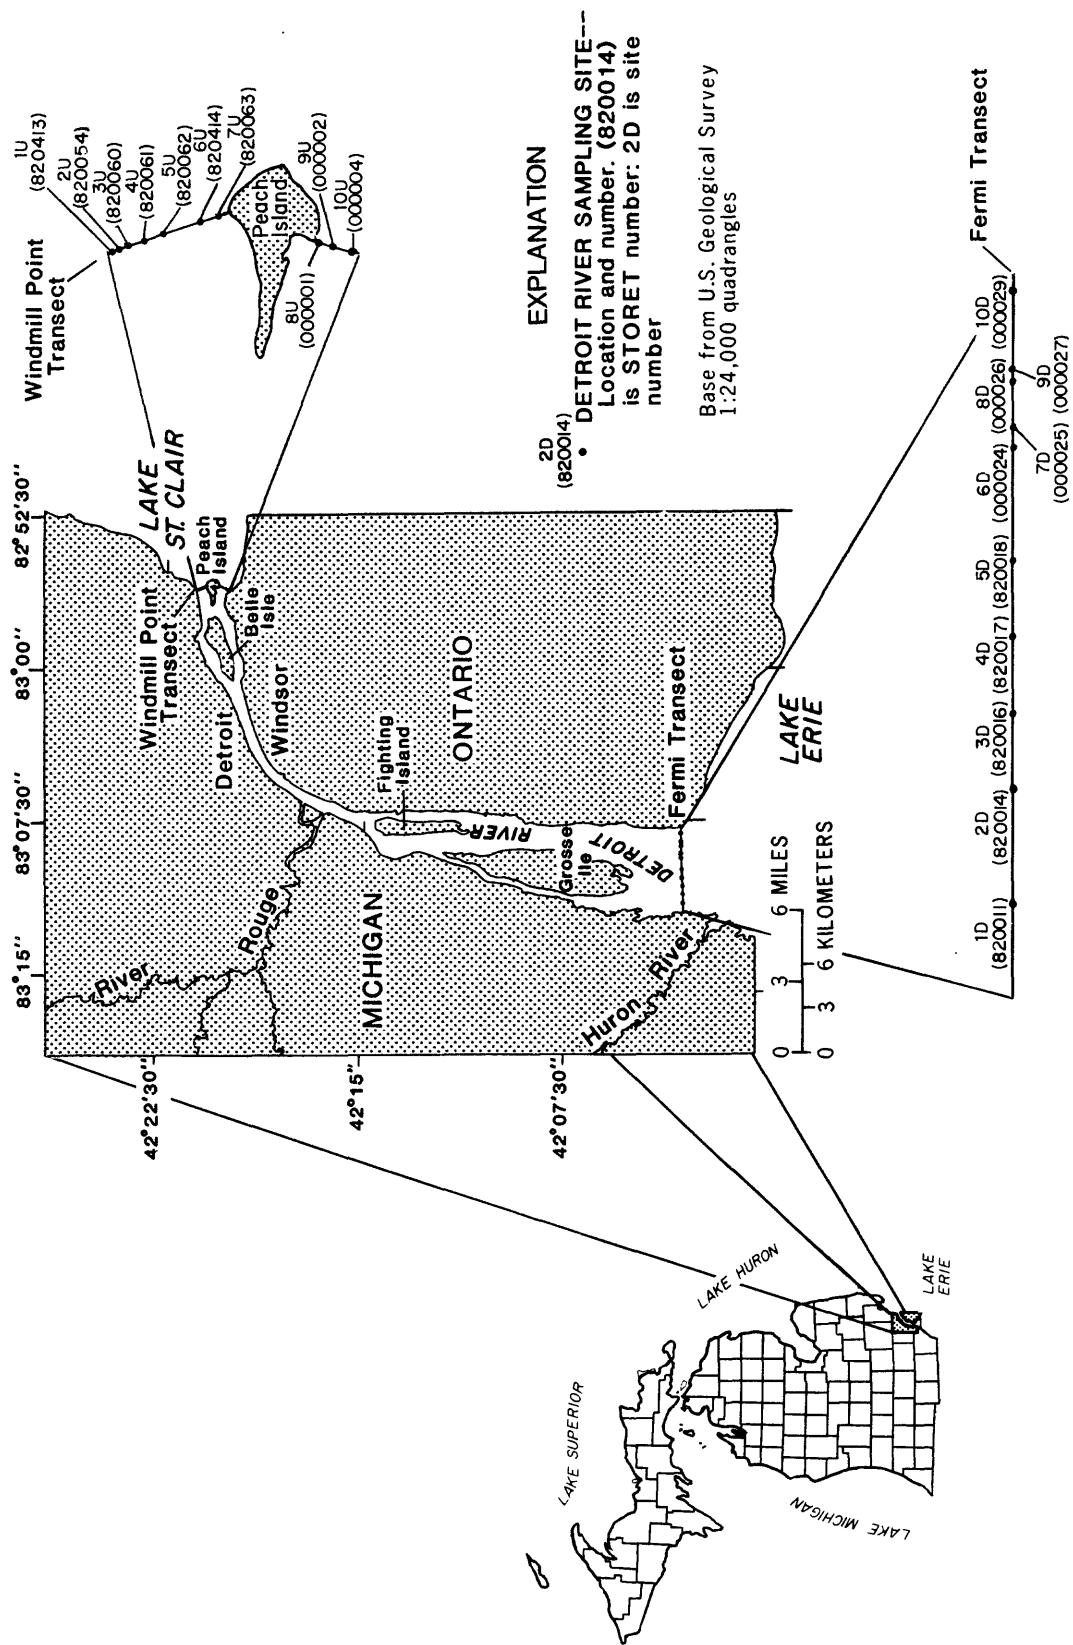 Windmill Point
Transect
1U
(820413)
2U
(820054)
3U
(820060)
4U
(820061)
5U
(820062)
6U
(820414)
7U
(820063)
Peach
Island
8U
(000001)
9U
(000002)
10U
(000004)
83°15'
83°07'30"
83°00'
82°52'30"
42°22'30"
42°15'
42°07'30"
LAKE
ST. CLAIR
Windmill Point
Transect
Peach
Island
Belle
Isle
Detroit
Windsor
River
Rouge
MICHIGAN
ONTARIO
Fighting
Island
RIVER
Grosse
Ile
DETROIT
Fermi Transect
Huron River
LAKE
ERIE
0 3 6 MILES
0 3 6 KILOMETERS
EXPLANATION
2D
(820014)
DETROIT RIVER SAMPLING SITE--
Location and number. (820014)
is STORET number: 2D is site
number
Base from U.S. Geological Survey
1:24,000 quadrangles
LAKE SUPERIOR
LAKE HURON
LAKE MICHIGAN
LAKE
ERIE
Fermi Transect
1D
(820011)
2D
(820014)
3D
(820016)
4D
(820017)
5D
(820018)
6D
(000024)
7D
(000025)
8D
(000026)
9D
(000027)
10D
(000029)